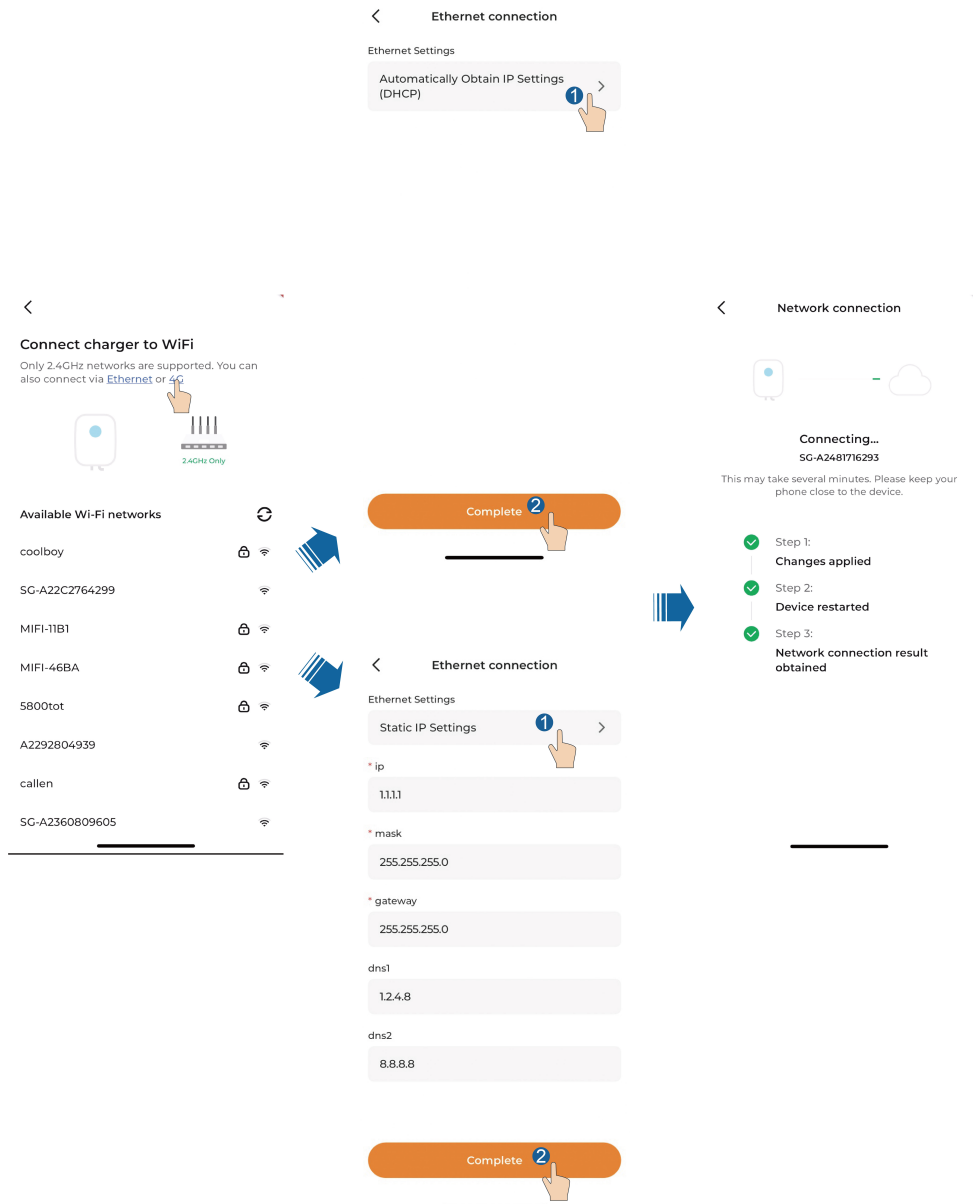 Connect charger to WiFi
Only 2.4GHz networks are supported. You can
also connect via Ethernet or 4G
2.4GHz Only
Available Wi-Fi networks
coolboy
SG-A22C2764299
MIFI-11B1
MIFI-46BA
5800tot
A2292804939
callen
SG-A2360809605
Ethernet connection
Ethernet Settings
Automatically Obtain IP Settings
(DHCP)
1
Complete
2
Ethernet connection
Ethernet Settings
Static IP Settings
1
* ip
1.1.1.1
* mask
255.255.255.0
* gateway
255.255.255.0
dns1
1.2.4.8
dns2
8.8.8.8
Complete
2
Network connection
Connecting...
SG-A2481716293
This may take several minutes. Please keep your
phone close to the device.
Step 1:
Changes applied
Step 2:
Device restarted
Step 3:
Network connection result
obtained